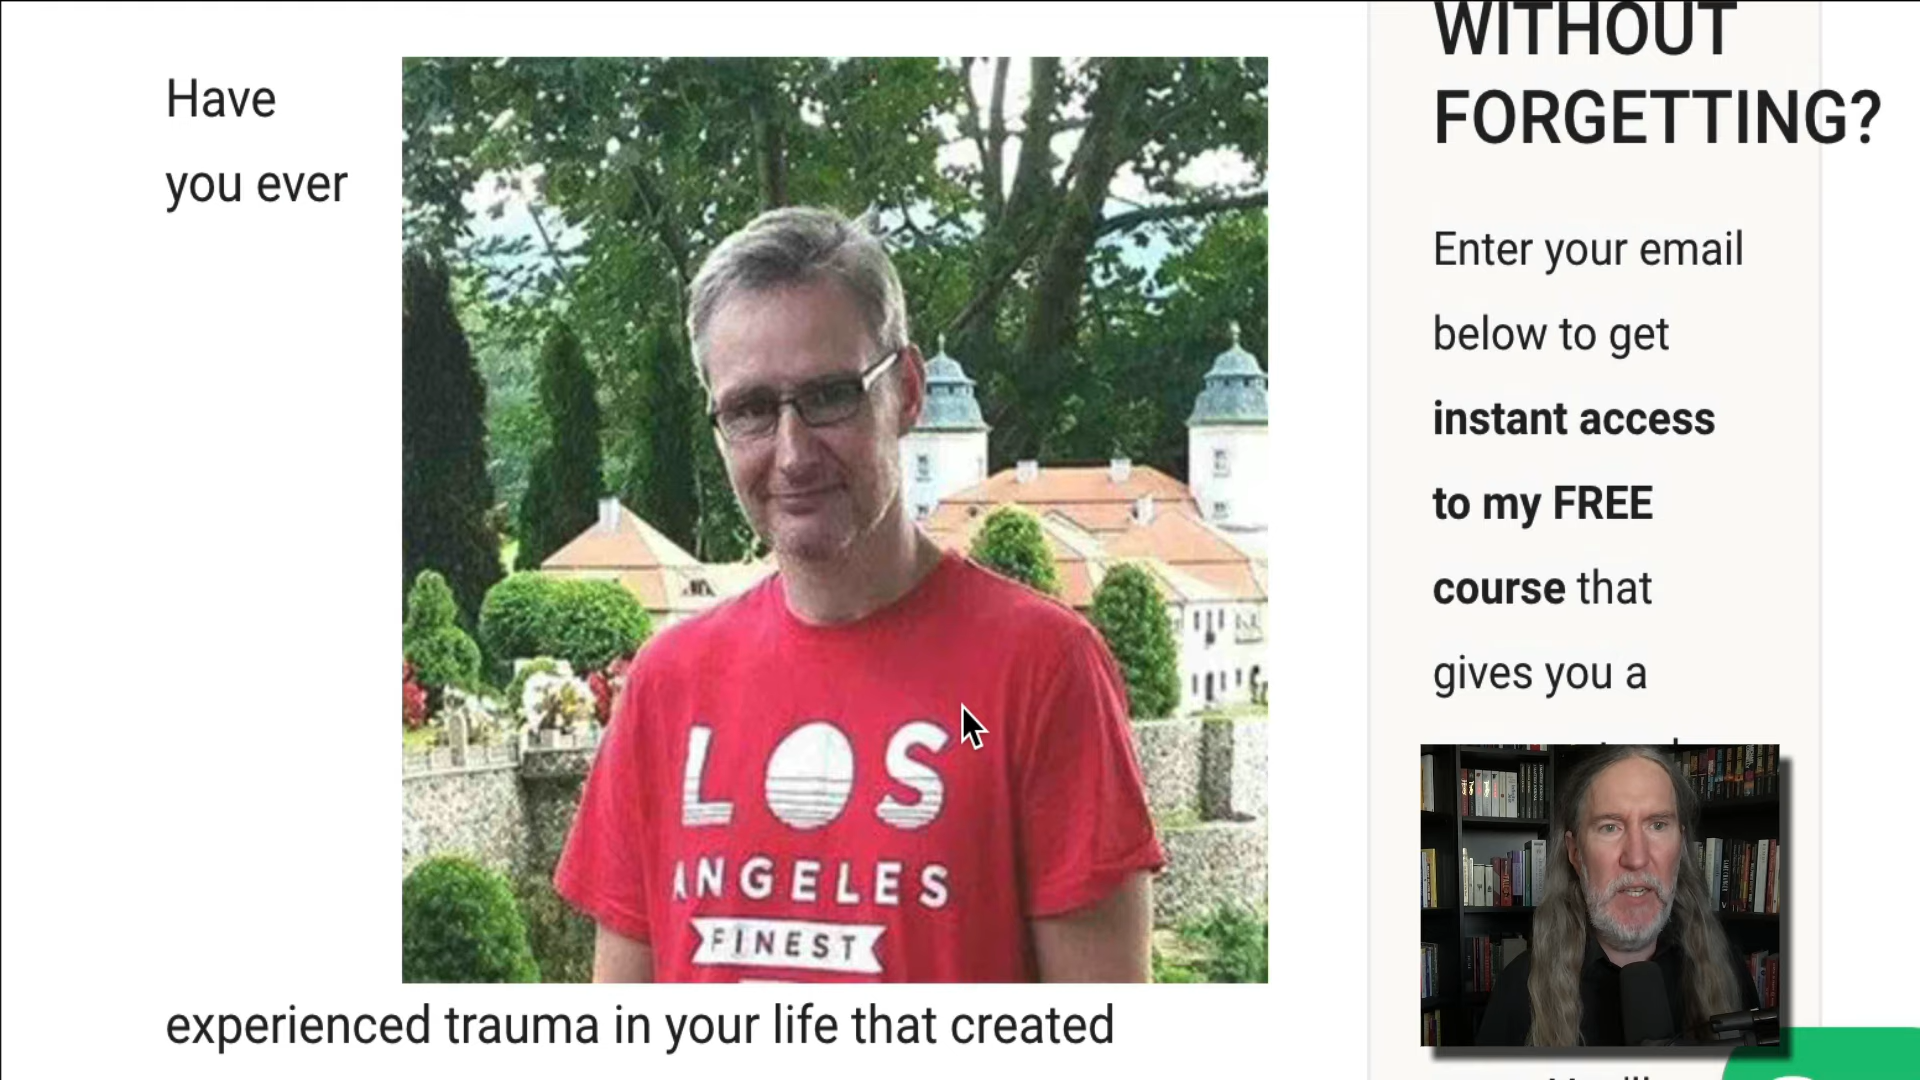 Have
you ever
LOS
ANGELES
FINEST
experienced trauma in your life that created
WITHOUT
FORGETTING?
Enter your email
below to get
instant access
to my FREE
course that
gives you a